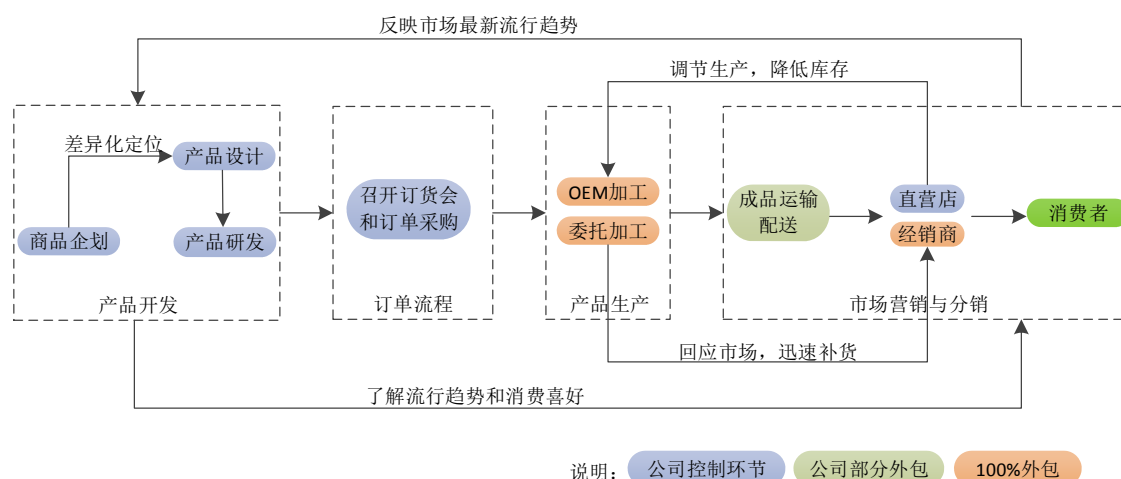 反映市场最新流行趋势
调节生产，降低库存
差异化定位
产品设计
商品企划
产品研发
产品开发
召开订货会
和订单采购
订单流程
OEM加工
委托加工
产品生产
成品运输
配送
直营店
经销商
消费者
市场营销与分销
回应市场，迅速补货
了解流行趋势和消费喜好
说明：
公司控制环节
公司部分外包
100%外包